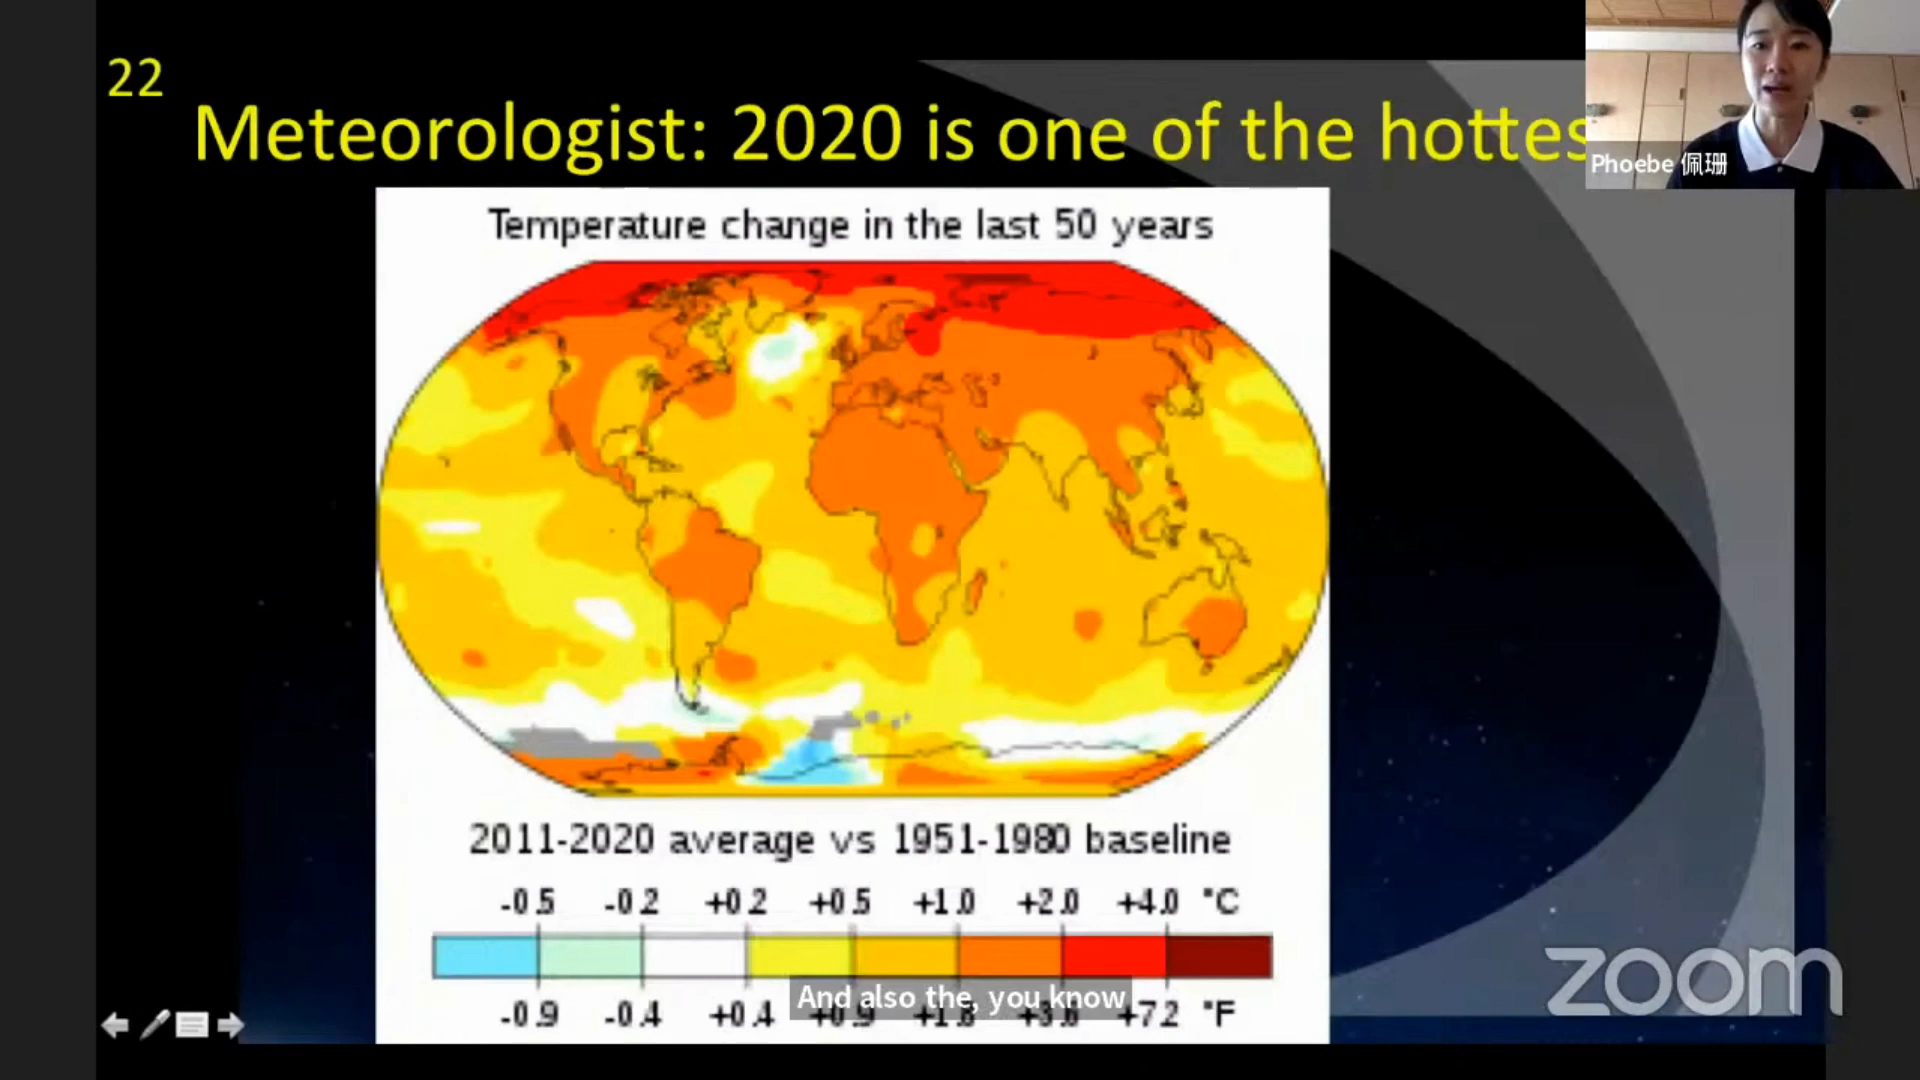 22
Meteorologist: 2020 is one of the hottes
Phoebe 佩珊
Temperature change in the last 50 years
2011-2020 average vs 1951-1980 baseline
-0.5 -0.2 +0.2 +0.5 +1.0 +2.0 +4.0 °C
And also the, you know
-0.9 -0.4 +0.4 +0.9 +1.8 +3.6 +7.2 °F
zoom